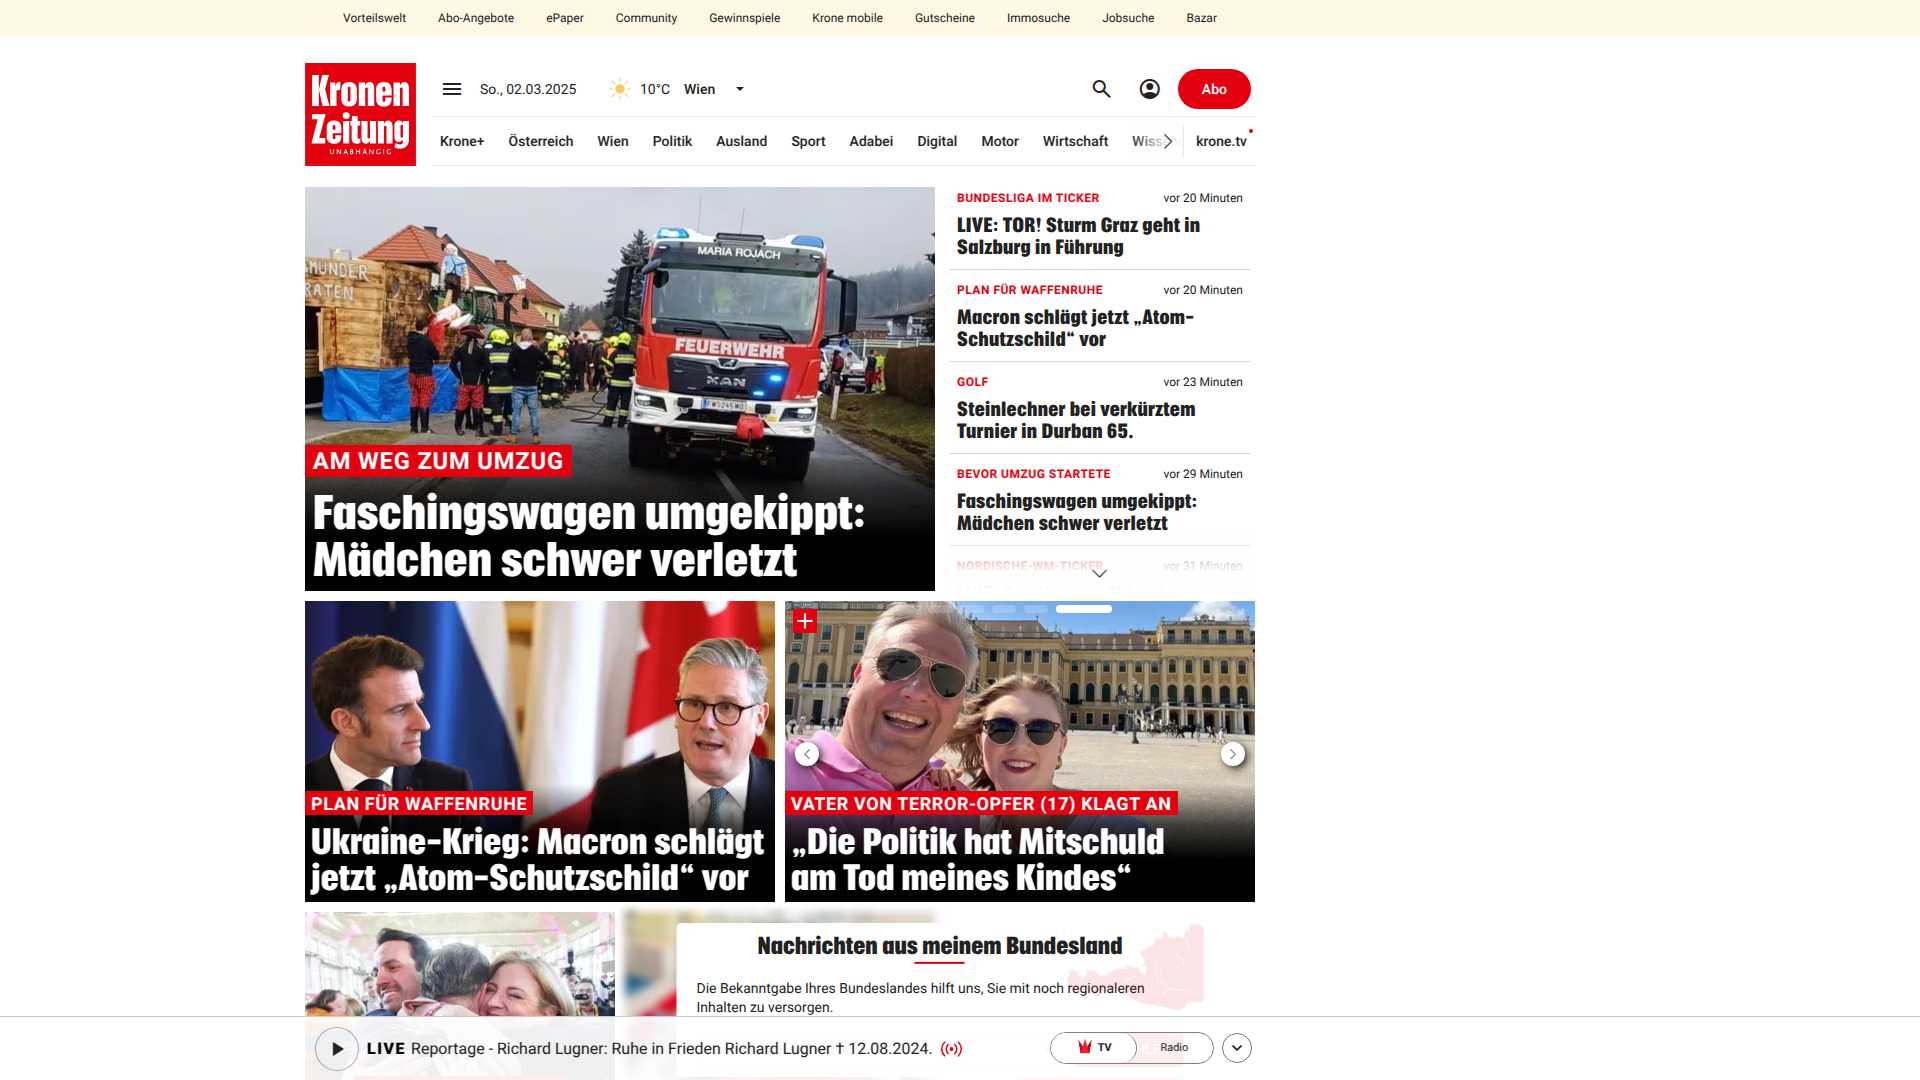 Vorteilswelt Abo-Angebote ePaper Community Gewinnspiele Krone mobile Gutscheine Immosuche Jobsuche Bazar
Kronen
Zeitung
UNABHÄNGIG
So., 02.03.2025 10°C Wien
Abo
Krone+ Österreich Wien Politik Ausland Sport Adabei Digital Motor Wirtschaft krone.tv
MARIA ROJACH
FEUERWEHR
MAN
AM WEG ZUM UMZUG
Faschingswagen umgekippt:
Mädchen schwer verletzt
BUNDESLIGA IM TICKER vor 20 Minuten
LIVE: TOR! Sturm Graz geht in
Salzburg in Führung
PLAN FÜR WAFFENRUHE vor 20 Minuten
Macron schlägt jetzt „Atom-
Schutzschild“ vor
GOLF vor 23 Minuten
Steinlechner bei verkürztem
Turnier in Durban 65.
BEVOR UMZUG STARTETE vor 29 Minuten
Faschingswagen umgekippt:
Mädchen schwer verletzt
NORDISCHE-WM-TICKER vor 31 Minuten
PLAN FÜR WAFFENRUHE
Ukraine-Krieg: Macron schlägt
jetzt „Atom-Schutzschild“ vor
VATER VON TERROR-OPFER (17) KLAGT AN
„Die Politik hat Mitschuld
am Tod meines Kindes“
Nachrichten aus meinem Bundesland
Die Bekanntgabe Ihres Bundeslandes hilft uns, Sie mit noch regionaleren
Inhalten zu versorgen.
LIVE Reportage - Richard Lugner: Ruhe in Frieden Richard Lugner † 12.08.2024.
TV Radio